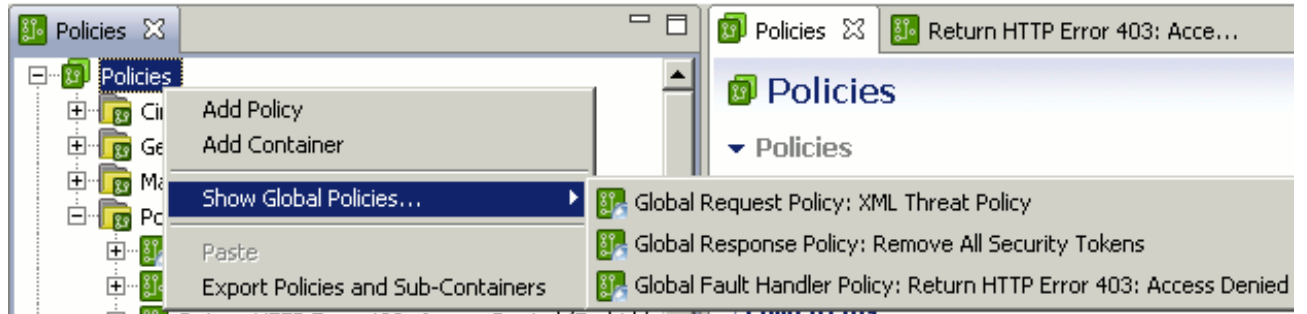 Policies
Policies
Return HTTP Error 403: Acce...
Policies
Policies
Policies
Add Policy
Add Container
Show Global Policies...
Paste
Export Policies and Sub-Containers
Global Request Policy: XML Threat Policy
Global Response Policy: Remove All Security Tokens
Global Fault Handler Policy: Return HTTP Error 403: Access Denied